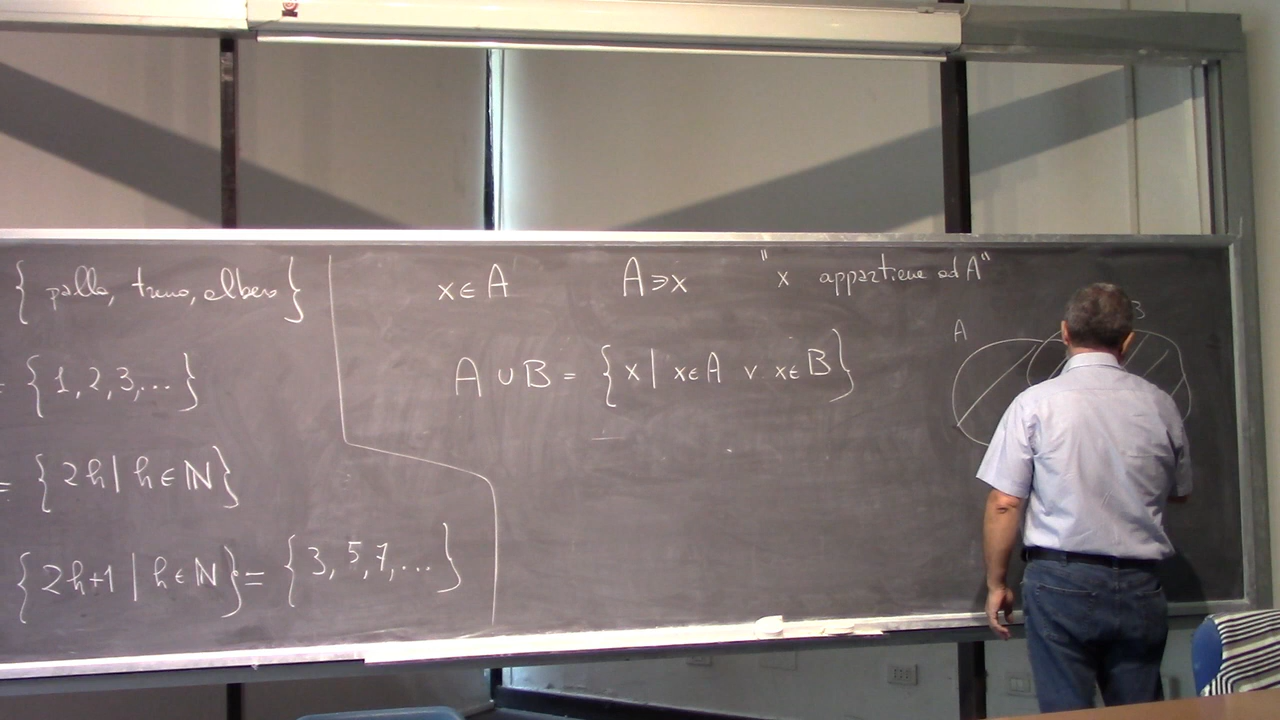 { palla, treno, albero }
= { 1, 2, 3, ... }
= { 2h | h ∈ ℕ }
{ 2h+1 | h ∈ ℕ } = { 3, 5, 7, ... }
x ∈ A A ∋ x "x appartiene ad A"
A ∪ B = { x | x ∈ A ∨ x ∈ B }
A B